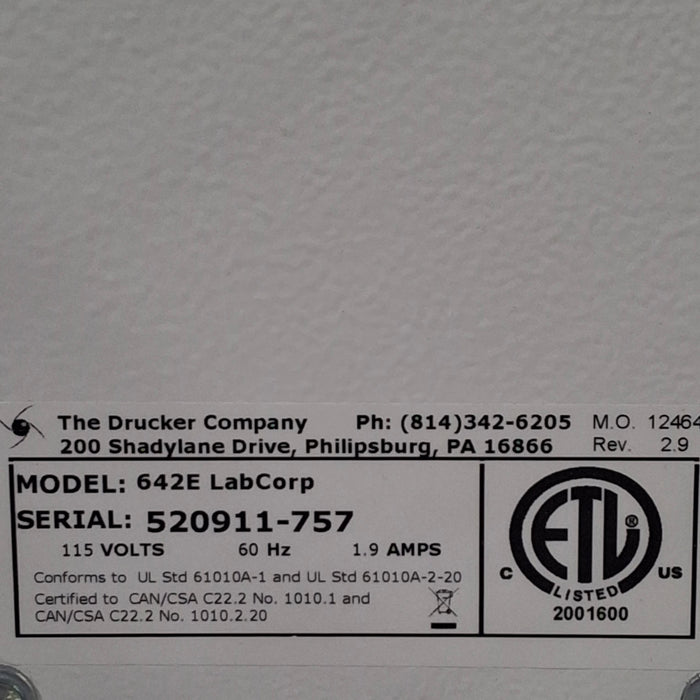 The Drucker Company Ph: (814)342-6205 M.O. 12464
200 Shadylane Drive, Philipsburg, PA 16866 Rev. 2.9
MODEL: 642E LabCorp
SERIAL: 520911-757
115 VOLTS 60 Hz 1.9 AMPS
Conforms to UL Std 61010A-1 and UL Std 61010A-2-20
Certified to CAN/CSA C22.2 No. 1010.1 and
CAN/CSA C22.2 No. 1010.2.20
ETL ®
C US
LISTED
2001600